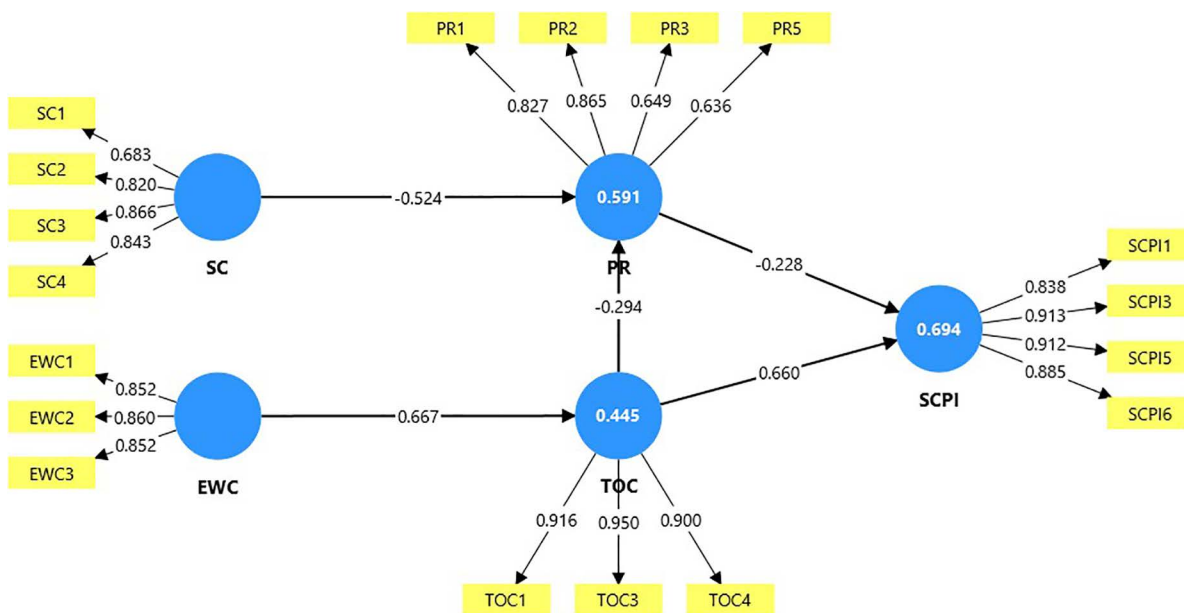 PR1 PR2 PR3 PR5
0.827 0.865 0.649 0.636
SC1
SC2
SC3
SC4
0.683
0.820
0.866
0.843
SC
-0.524
0.591
PR
-0.294
-0.228
EWC1
EWC2
EWC3
0.852
0.860
0.852
EWC
0.667
0.445
TOC
0.660
0.916 0.950 0.900
TOC1 TOC3 TOC4
0.694
SCPI
0.838
0.913
0.912
0.885
SCPI1
SCPI3
SCPI5
SCPI6